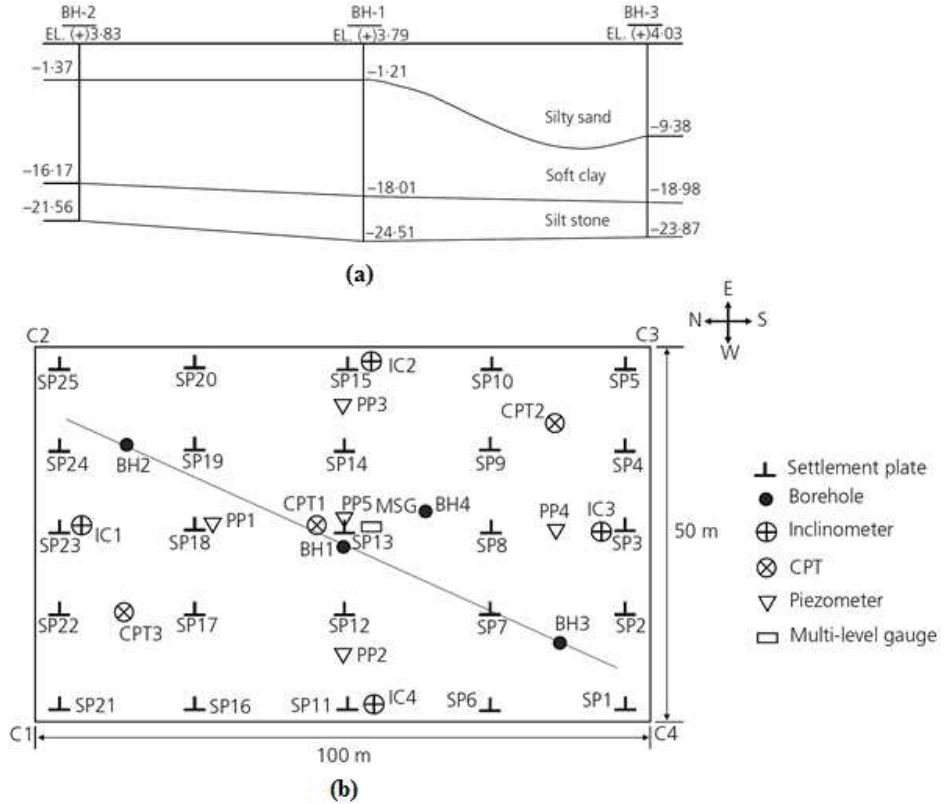 BH-2 BH-1 BH-3
EL. (+)3·83 EL. (+)3·79 EL. (+)4·03
–1·37 –1·21
Silty sand
–9·38
–16·17 Soft clay
–18·01 –18·98
–21·56 Silt stone
–24·51 –23·87
(a)
E
N S
W
C2 C3
IC2
SP25 SP20 SP15 SP10 SP5
PP3 CPT2
SP24 BH2 SP19 SP14 SP9 SP4
CPT1 PP5 MSG BH4 PP4 IC3
SP23 IC1 SP18 PP1 SP13 SP8 SP3
BH1
50 m
SP22 CPT3 SP17 SP12 SP7 BH3 SP2
PP2
SP21 SP16 SP11 IC4 SP6 SP1
C1 C4
100 m
Settlement plate
Borehole
Inclinometer
CPT
Piezometer
Multi-level gauge
(b)